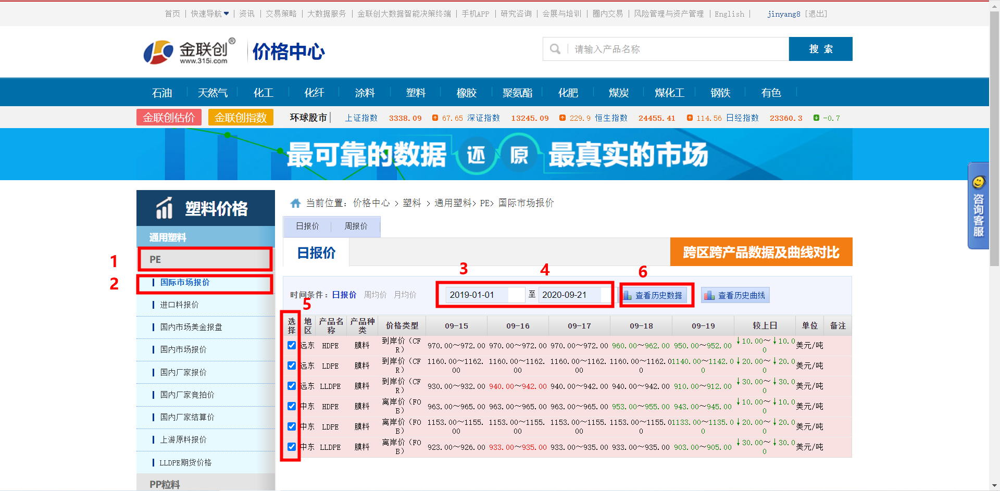 首页 | 快速导航 | 资讯 | 交易策略 | 大数据服务 | 金联创大数据智能决策终端 | 手机APP | 研究咨询 | 会展与培训 | 圈内交易 | 风险管理与资产管理 | English | jinyang8 [退出]
金联创®
www.315i.com
价格中心
请输入产品名称
搜 索
石油 天然气 化工 化纤 涂料 塑料 橡胶 聚氨酯 化肥 煤炭 煤化工 钢铁 有色
金联创估价 金联创指数 环球股市 上证指数 3338.09 67.65 深证指数 13245.09 229.9 恒生指数 24455.41 114.56 日经指数 23360.3 -0.7
最可靠的数据 还 原 最真实的市场
咨询客服
塑料价格
通用塑料
1
PE
2
国际市场报价
进口料报价
国内市场美金报盘
国内市场报价
国内厂家报价
国内厂家竞拍价
国内厂家结算价
上游原料报价
LLDPE期货价格
PP粒料
当前位置：价格中心 > 塑料 > 通用塑料> PE> 国际市场报价
日报价 周报价
日报价
跨区跨产品数据及曲线对比
3 4 6
时间条件：日报价 周均价 月均价 2019-01-01 至 2020-09-21 查看历史数据 查看历史曲线
5
选择 地区 产品名称 产品种类 价格类型 09-15 09-16 09-17 09-18 09-19 较上日 单位 备注
远东 HDPE 膜料 到岸价（CFR） 970.00~972.00 970.00~972.00 970.00~972.00 960.00~962.00 950.00~952.00 ↓10.00~↓10.00 美元/吨
远东 LDPE 膜料 到岸价（CFR） 1160.00~1162.00 1160.00~1162.00 1160.00~1162.00 1160.00~1162.00 1140.00~1142.00 ↓20.00~↓20.00 美元/吨
远东 LLDPE 膜料 到岸价（CFR） 930.00~932.00 940.00~942.00 940.00~942.00 940.00~942.00 910.00~912.00 ↓30.00~↓30.00 美元/吨
中东 HDPE 膜料 离岸价（FOB） 963.00~965.00 963.00~965.00 963.00~965.00 953.00~955.00 943.00~945.00 ↓10.00~↓10.00 美元/吨
中东 LDPE 膜料 离岸价（FOB） 1153.00~1155.00 1153.00~1155.00 1153.00~1155.00 1153.00~1155.00 1133.00~1135.00 ↓20.00~↓20.00 美元/吨
中东 LLDPE 膜料 离岸价（FOB） 923.00~926.00 933.00~935.00 933.00~935.00 933.00~935.00 903.00~905.00 ↓30.00~↓30.00 美元/吨